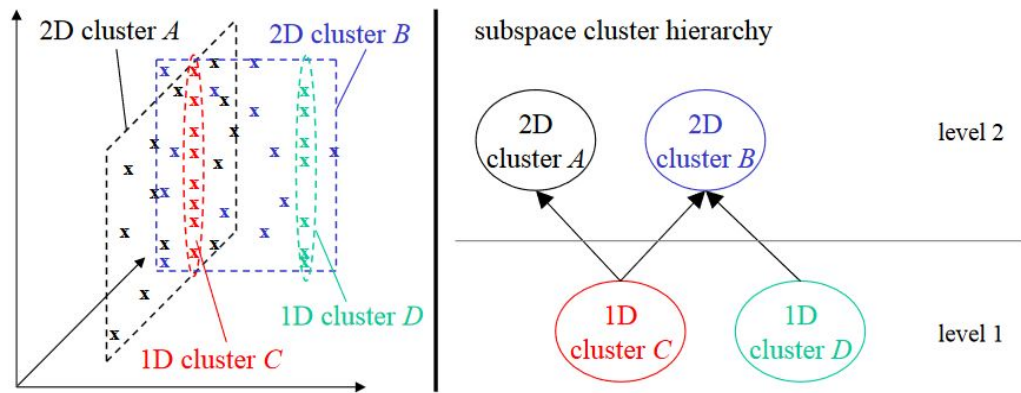 2D cluster A
2D cluster B
1D cluster D
1D cluster C
subspace cluster hierarchy
2D
cluster A
2D
cluster B
level 2
1D
cluster C
1D
cluster D
level 1